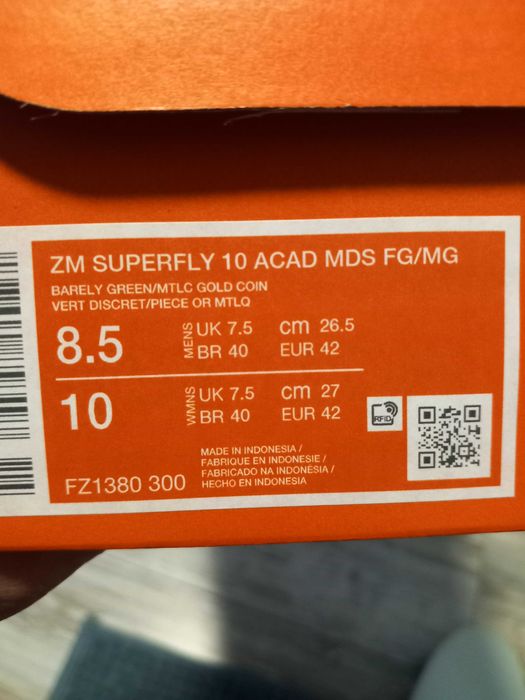 ZM SUPERFLY 10 ACAD MDS FG/MG
BARELY GREEN/MTLC GOLD COIN
VERT DISCRET/PIECE OR MTLQ
8.5
MENS
UK 7.5 cm 26.5
BR 40 EUR 42
10
WMNS
UK 7.5 cm 27
BR 40 EUR 42
RFID
MADE IN INDONESIA /
FABRIQUE EN INDONESIE /
FABRICADO NA INDONÉSIA /
HECHO EN INDONESIA
FZ1380 300